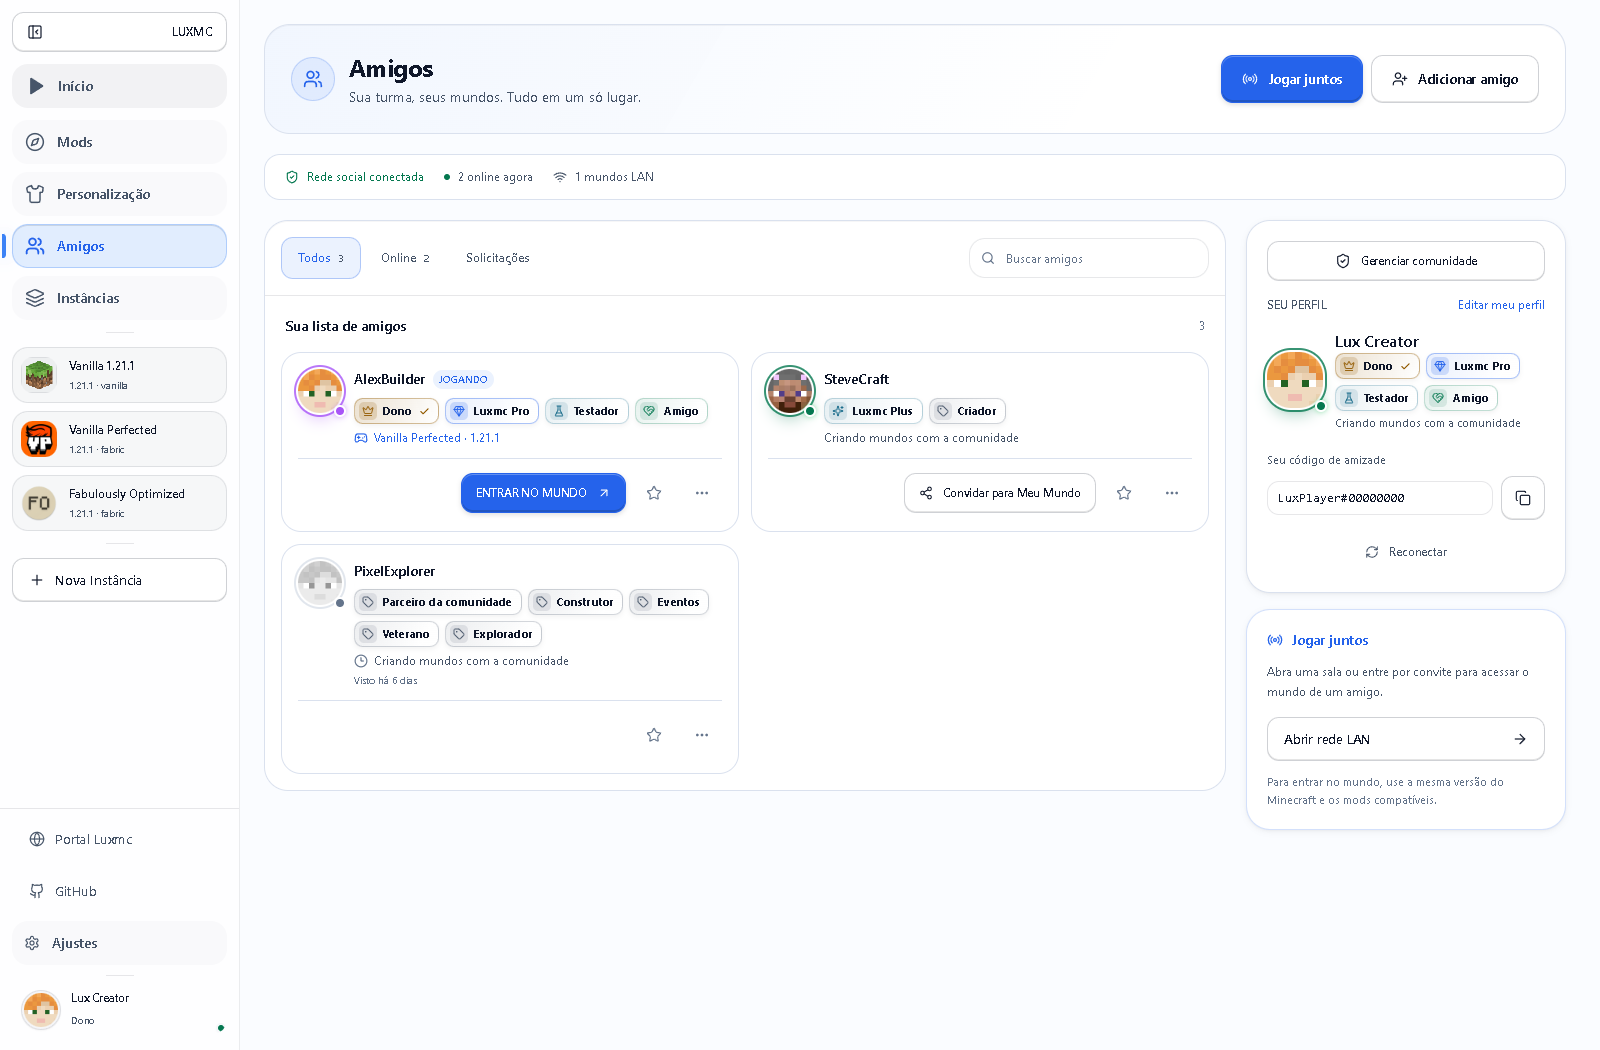 LUXMC
Início
Mods
Personalização
Amigos
Instâncias
Vanilla 1.21.1
1.21.1 · vanilla
Vanilla Perfected
1.21.1 · fabric
Fabulously Optimized
1.21.1 · fabric
Nova Instância
Portal Luxmc
GitHub
Ajustes
Lux Creator
Dono
Amigos
Sua turma, seus mundos. Tudo em um só lugar.
Jogar juntos
Adicionar amigo
Rede social conectada
2 online agora
1 mundos LAN
Todos 3
Online 2
Solicitações
Buscar amigos
Sua lista de amigos
3
AlexBuilder JOGANDO
Dono Luxmc Pro Testador Amigo
Vanilla Perfected · 1.21.1
ENTRAR NO MUNDO
SteveCraft
Luxmc Plus Criador
Criando mundos com a comunidade
Convidar para Meu Mundo
PixelExplorer
Parceiro da comunidade Construtor Eventos
Veterano Explorador
Criando mundos com a comunidade
Visto há 6 dias
Gerenciar comunidade
SEU PERFIL
Editar meu perfil
Lux Creator
Dono Luxmc Pro
Testador Amigo
Criando mundos com a comunidade
Seu código de amizade
LuxPlayer#00000000
Reconectar
Jogar juntos
Abra uma sala ou entre por convite para acessar o
mundo de um amigo.
Abrir rede LAN
Para entrar no mundo, use a mesma versão do
Minecraft e os mods compatíveis.
VP
FO